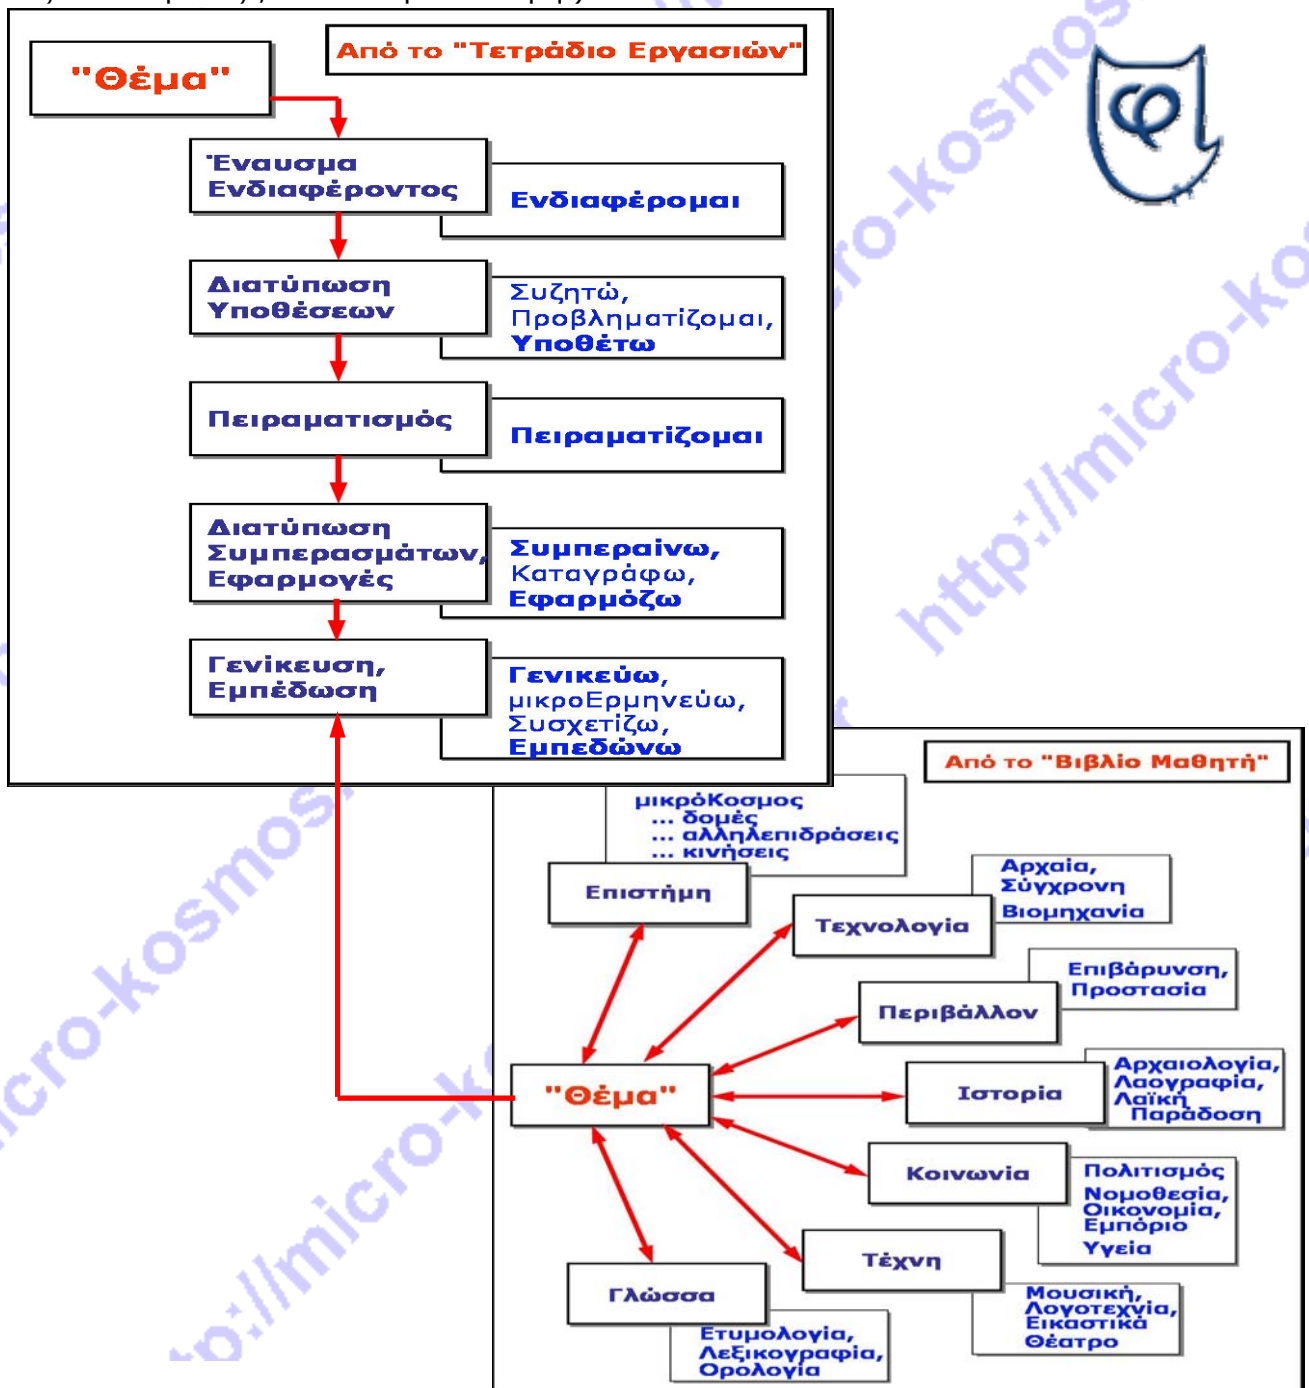 Από το "Τετράδιο Εργασιών"
"Θέμα"
Έναυσμα
Ενδιαφέροντος
Ενδιαφέρομαι
Διατύπωση
Υποθέσεων
Συζητώ,
Προβληματίζομαι,
Υποθέτω
Πειραματισμός
Πειραματίζομαι
Διατύπωση
Συμπερασμάτων,
Εφαρμογές
Συμπεραίνω,
Καταγράφω,
Εφαρμόζω
Γενίκευση,
Εμπέδωση
Γενικεύω,
μικροΕρμηνεύω,
Συσχετίζω,
Εμπεδώνω
Από το "Βιβλίο Μαθητή"
μικρόΚοσμος
... δομές
... αλληλεπιδράσεις
... κινήσεις
Επιστήμη
Αρχαία,
Σύγχρονη
Βιομηχανία
Τεχνολογία
Επιβάρυνση,
Προστασία
Περιβάλλον
"Θέμα"
Αρχαιολογία,
Λαογραφία,
Λαϊκή
Παράδοση
Ιστορία
Κοινωνία
Πολιτισμός
Νομοθεσία,
Οικονομία,
Εμπόριο
Υγεία
Τέχνη
Μουσική,
Λογοτεχνία,
Εικαστικά
Θέατρο
Γλώσσα
Ετυμολογία,
Λεξικογραφία,
Ορολογία
φ
http://micro-kosmos